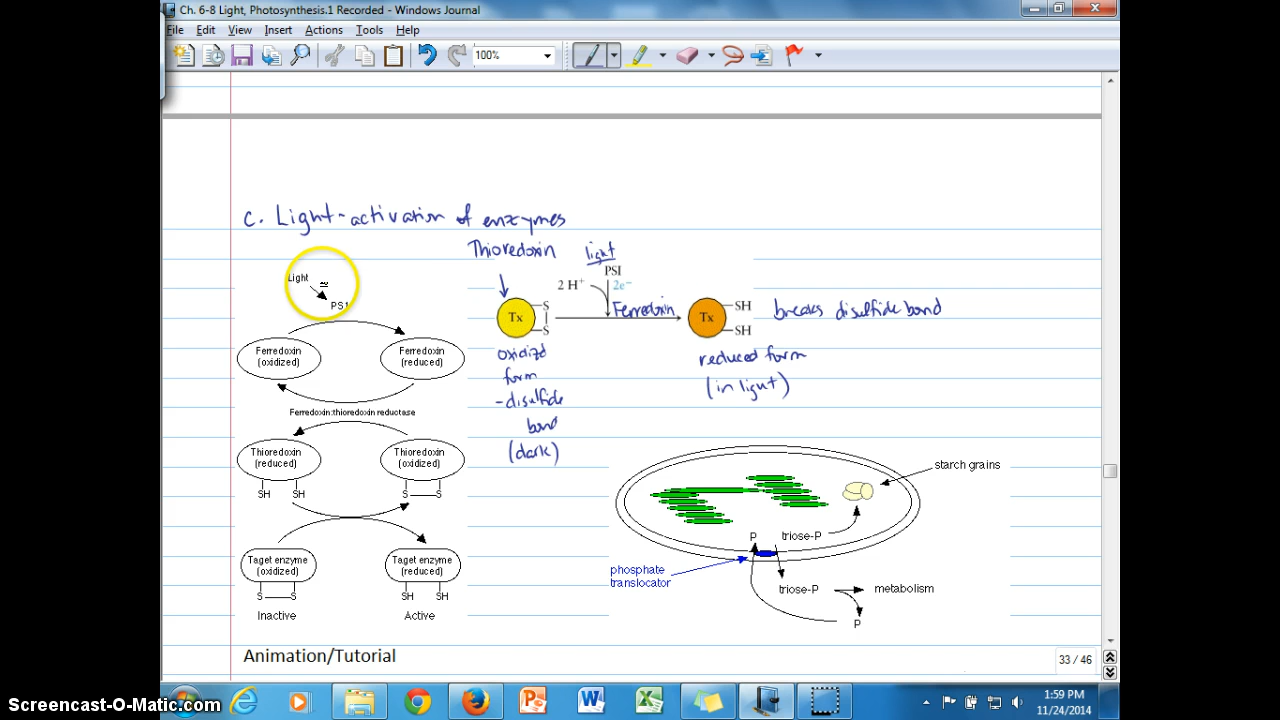 Ch. 6-8 Light, Photosynthesis.1 Recorded - Windows Journal
File Edit View Insert Actions Tools Help
100%
c. Light-activation of enzymes
Thioredoxin
light
Light
PS1
PSI
2 H+
2e-
Ferredoxin
Tx
S
S
Tx
SH
SH
breaks disulfide bond
Ferredoxin
(oxidized)
Ferredoxin
(reduced)
oxidizd
form
- disulfide
bond
(dark)
reduced form
(in light)
Ferredoxin:thioredoxin reductase
Thioredoxin
(reduced)
Thioredoxin
(oxidized)
SH SH
S S
Taget enzyme
(oxidized)
Taget enzyme
(reduced)
S S
SH SH
Inactive
Active
starch grains
P
triose-P
phosphate
translocator
triose-P
metabolism
P
Animation/Tutorial
33 / 46
Screencast-O-Matic.com
1:59 PM
11/24/2014